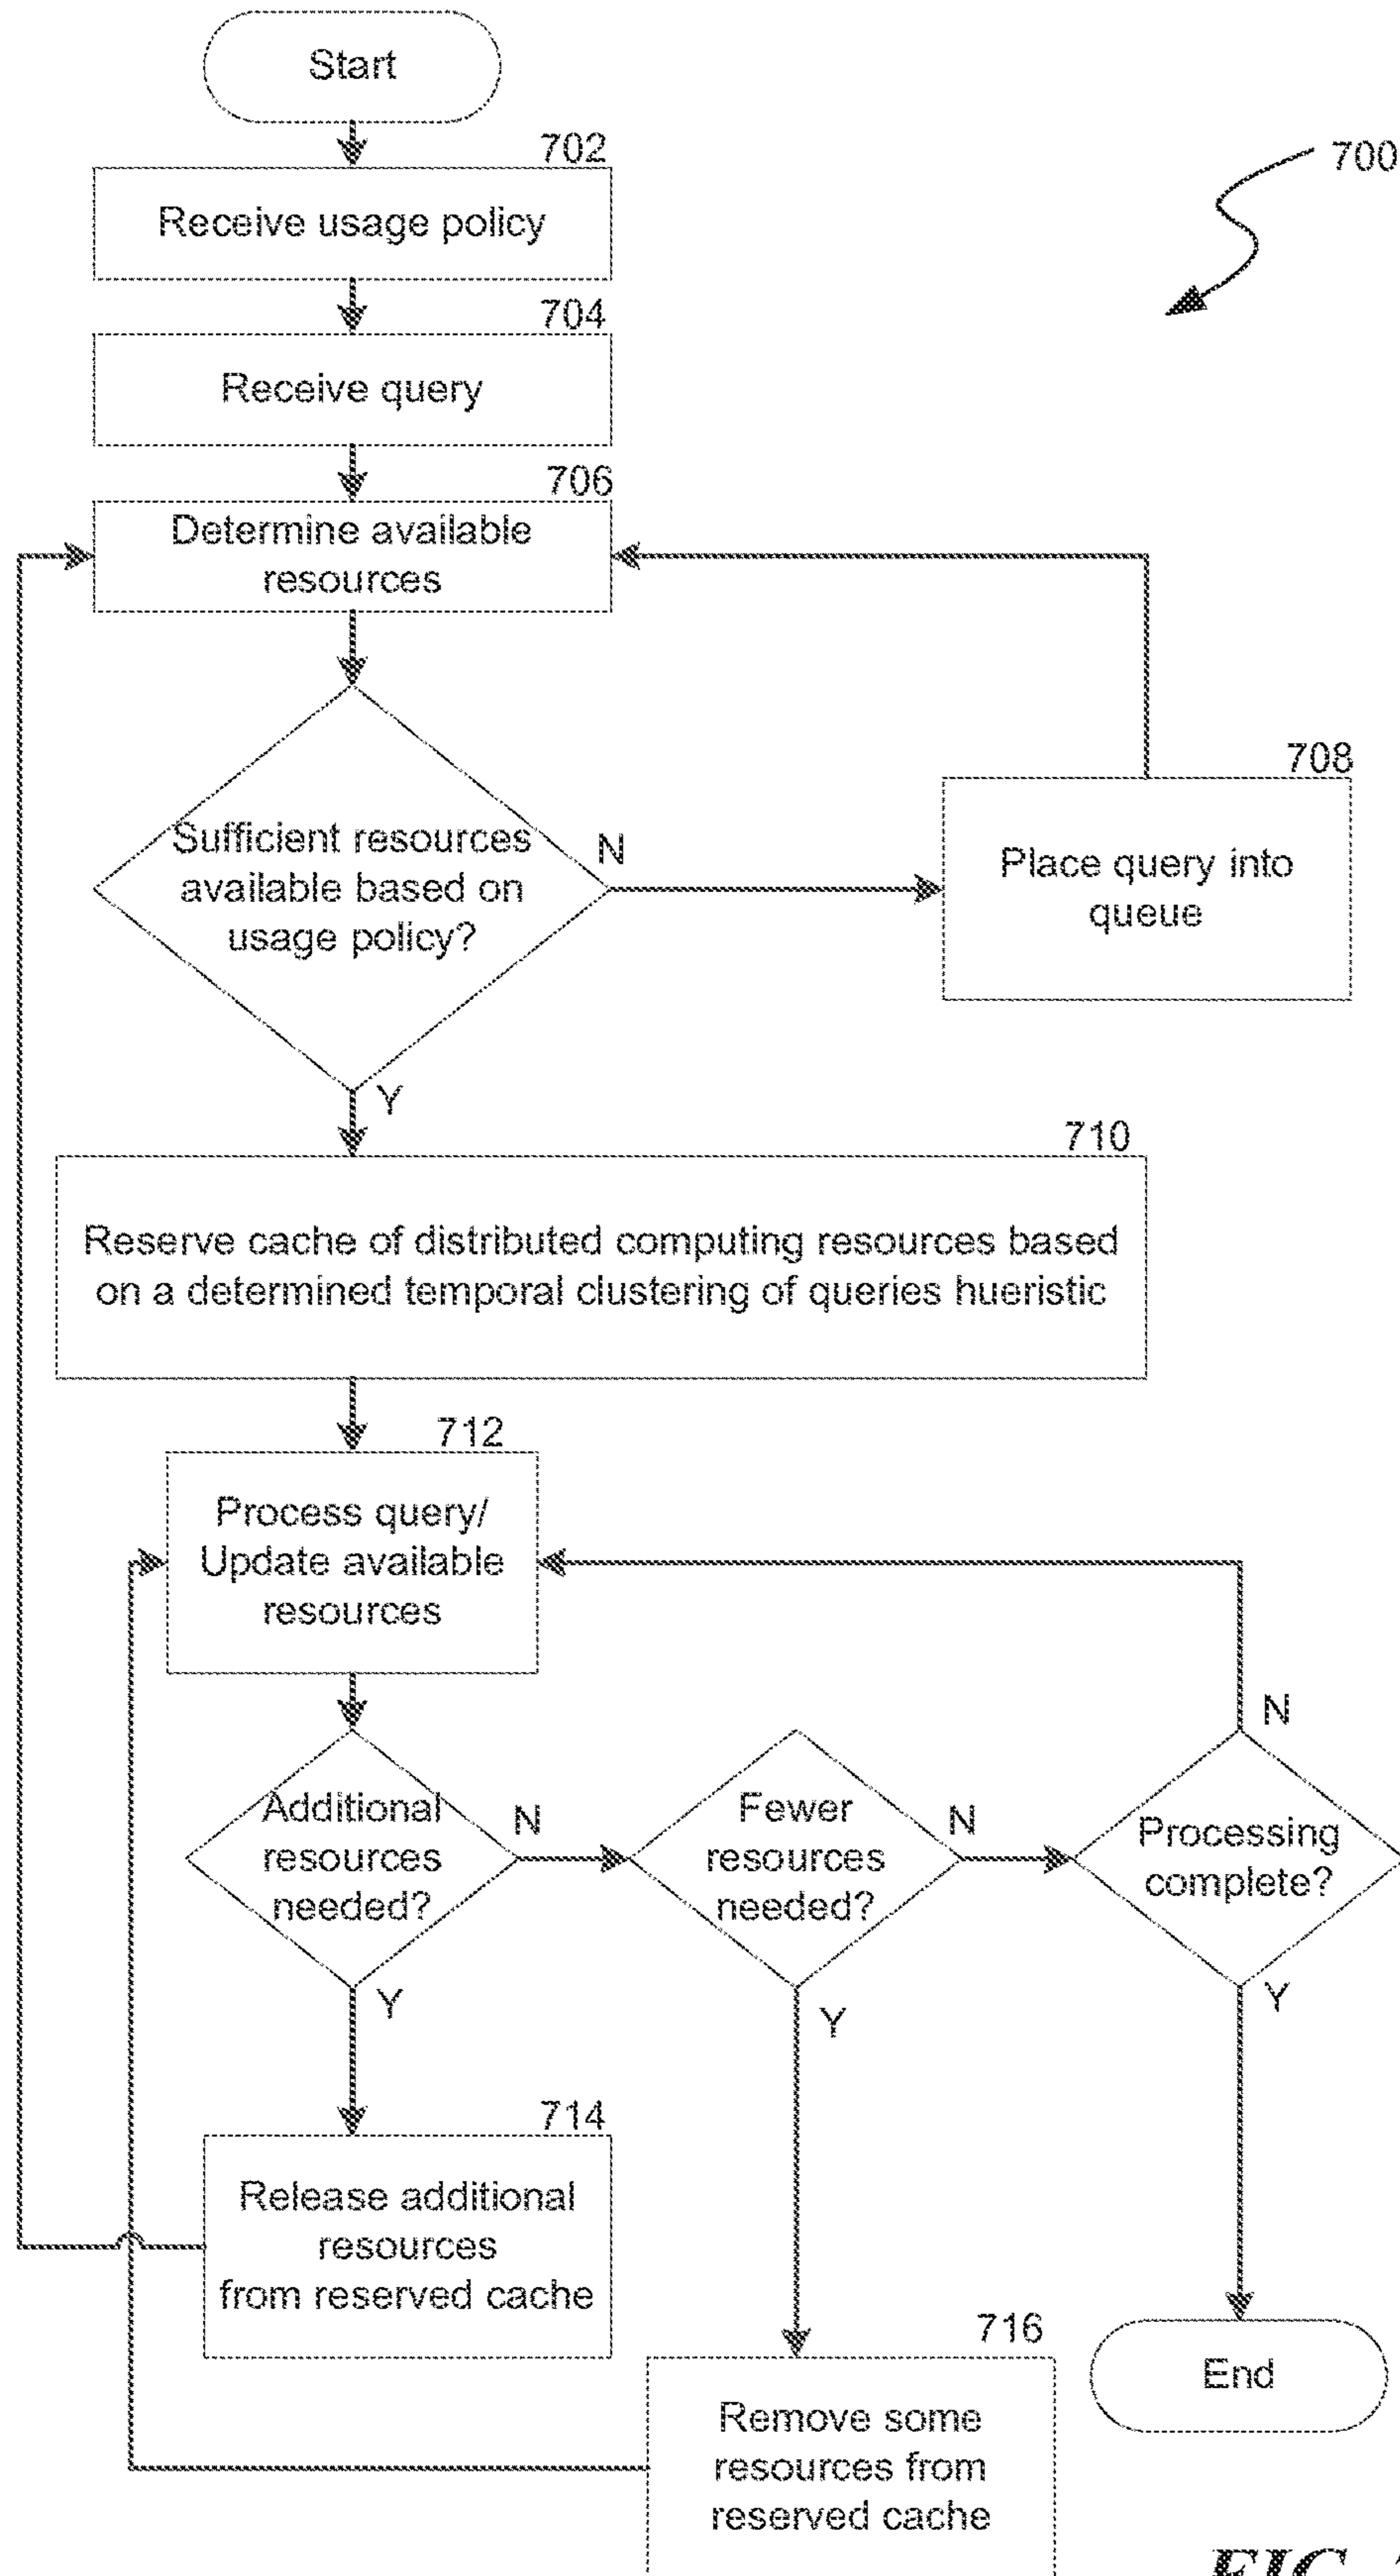 Start
700
702
Receive usage policy
704
Receive query
706
Determine available
resources
Sufficient resources
available based on
usage policy?
N
708
Place query into
queue
Y
710
Reserve cache of distributed computing resources based
on a determined temporal clustering of queries hueristic
712
Process query/
Update available
resources
Additional
resources
needed?
N
Fewer
resources
needed?
N
Processing
complete?
N
Y
Y
Y
714
Release additional
resources
from reserved cache
716
Remove some
resources from
reserved cache
End
FIG.